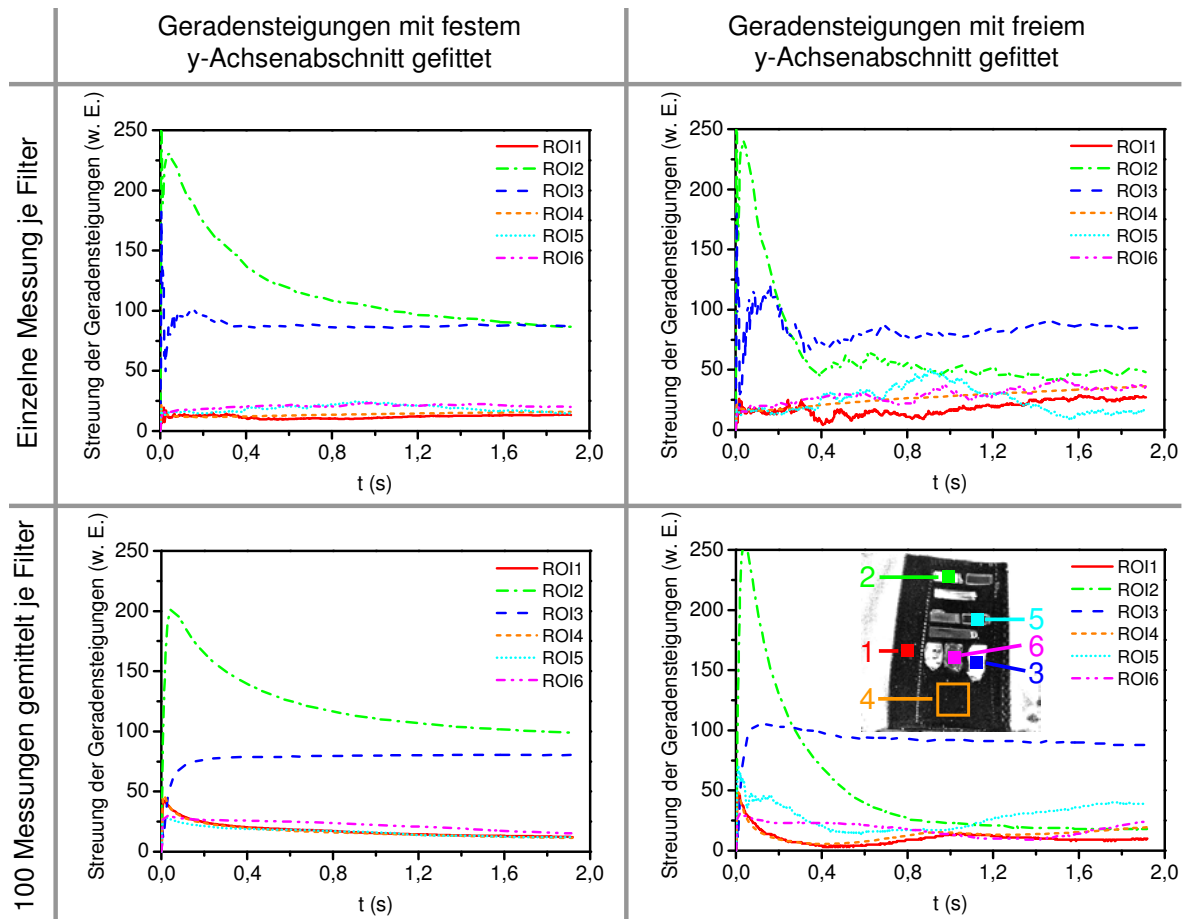 Geradensteigungen mit festem
y-Achsenabschnitt gefittet
Geradensteigungen mit freiem
y-Achsenabschnitt gefittet
Einzelne Messung je Filter
Streuung der Geradensteigungen (w. E.)
250
200
150
100
50
0
0,0
0,4
0,8
1,2
1,6
2,0
t (s)
ROI1
ROI2
ROI3
ROI4
ROI5
ROI6
Streuung der Geradensteigungen (w. E.)
250
200
150
100
50
0
0,0
0,4
0,8
1,2
1,6
2,0
t (s)
ROI1
ROI2
ROI3
ROI4
ROI5
ROI6
100 Messungen gemittelt je Filter
Streuung der Geradensteigungen (w. E.)
250
200
150
100
50
0
0,0
0,4
0,8
1,2
1,6
2,0
t (s)
ROI1
ROI2
ROI3
ROI4
ROI5
ROI6
Streuung der Geradensteigungen (w. E.)
250
200
150
100
50
0
0,0
0,4
0,8
1,2
1,6
2,0
t (s)
2
5
1
6
3
4
ROI1
ROI2
ROI3
ROI4
ROI5
ROI6